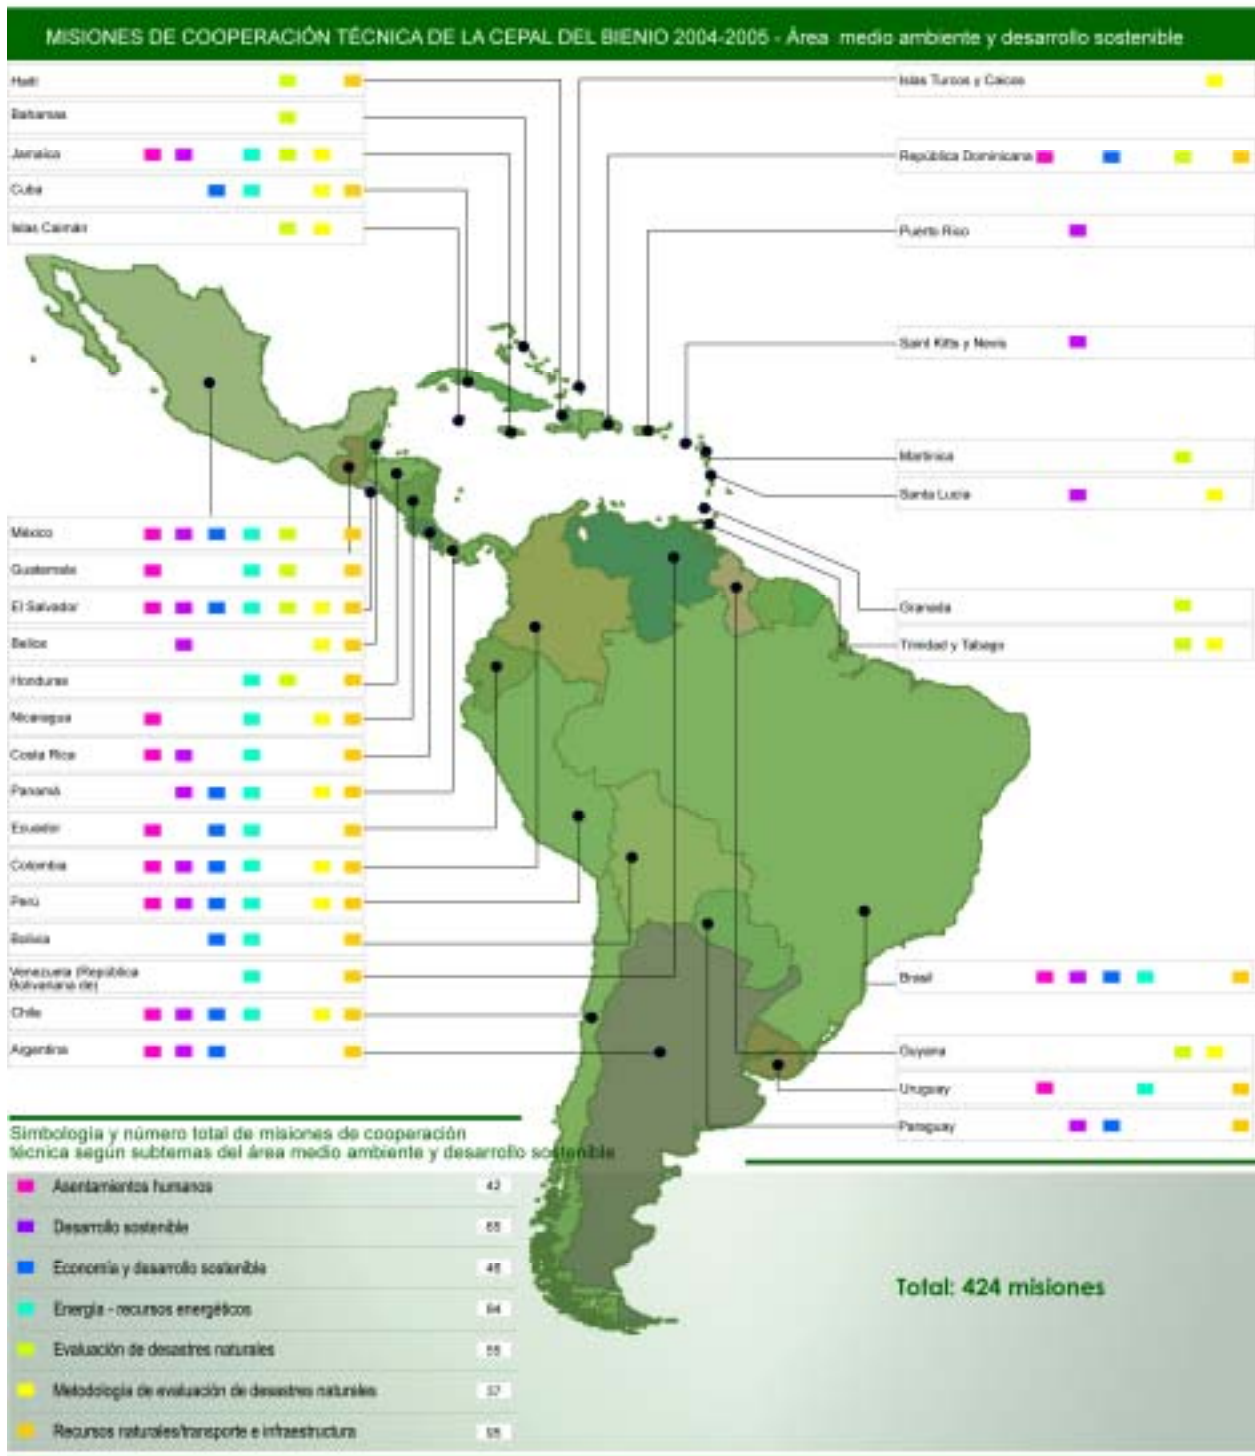 MISIONES DE COOPERACIÓN TÉCNICA DE LA CEPAL DEL BIENIO 2004-2005 - Área medio ambiente y desarrollo sostenible
Haití
Bahamas
Jamaica
Cuba
Islas Caimán
Islas Turcos y Caicos
República Dominicana
Puerto Rico
Saint Kitts y Nevis
Martinica
Santa Lucía
Granada
Trinidad y Tabago
México
Guatemala
El Salvador
Belice
Honduras
Nicaragua
Costa Rica
Panamá
Ecuador
Colombia
Perú
Bolivia
Venezuela (República
Bolivariana de)
Chile
Argentina
Brasil
Guyana
Uruguay
Paraguay
Simbología y número total de misiones de cooperación
técnica según subtemas del área medio ambiente y desarrollo sostenible
Asentamientos humanos 42
Desarrollo sostenible
Economía y desarrollo sostenible
Energía - recursos energéticos
Evaluación de desastres naturales
Metodología de evaluación de desastres naturales 37
Recursos naturales/transporte e infraestructura
Total: 424 misiones